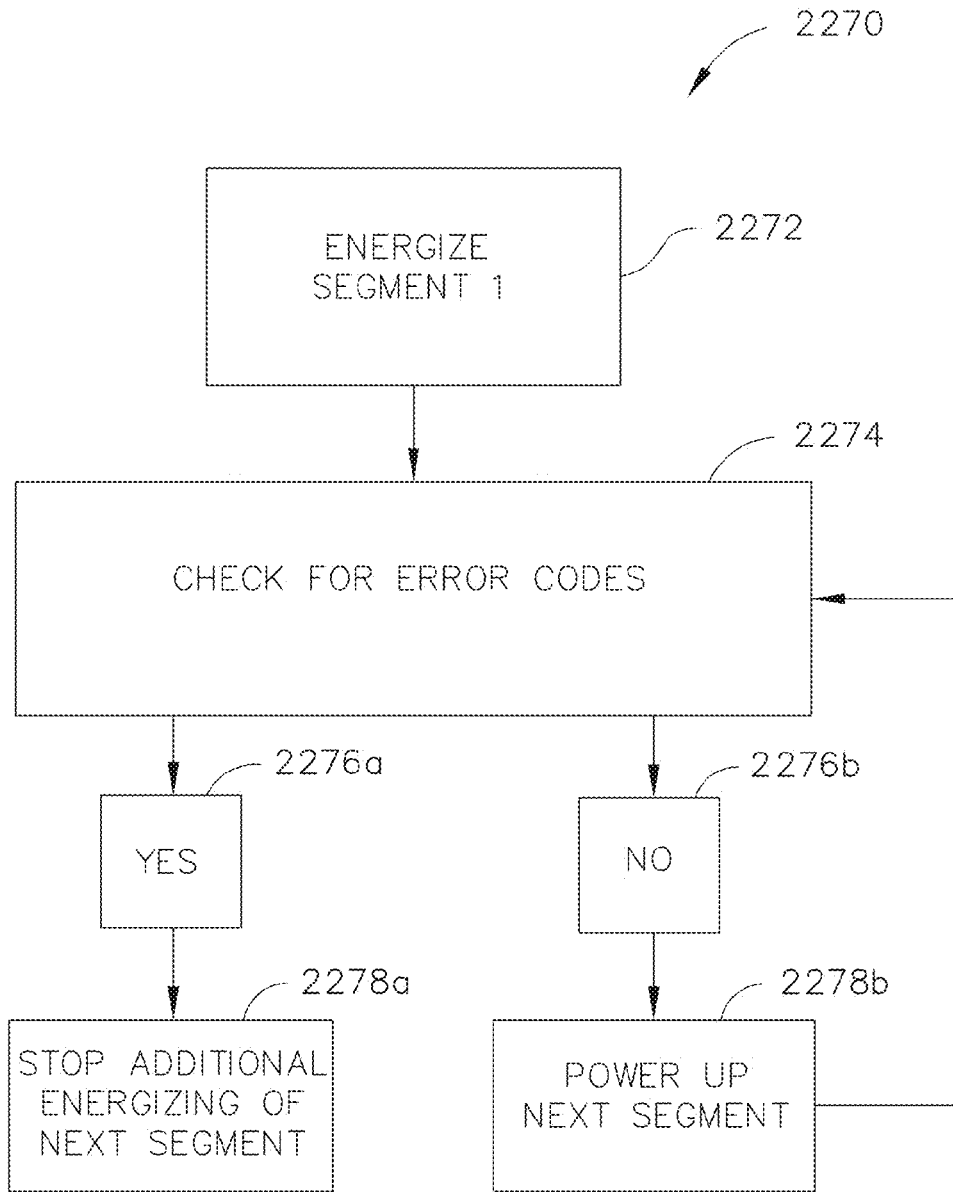 2270
ENERGIZE
SEGMENT 1
2272
2274
CHECK FOR ERROR CODES
2276a
2276b
YES
NO
2278a
2278b
STOP ADDITIONAL
ENERGIZING OF
NEXT SEGMENT
POWER UP
NEXT SEGMENT